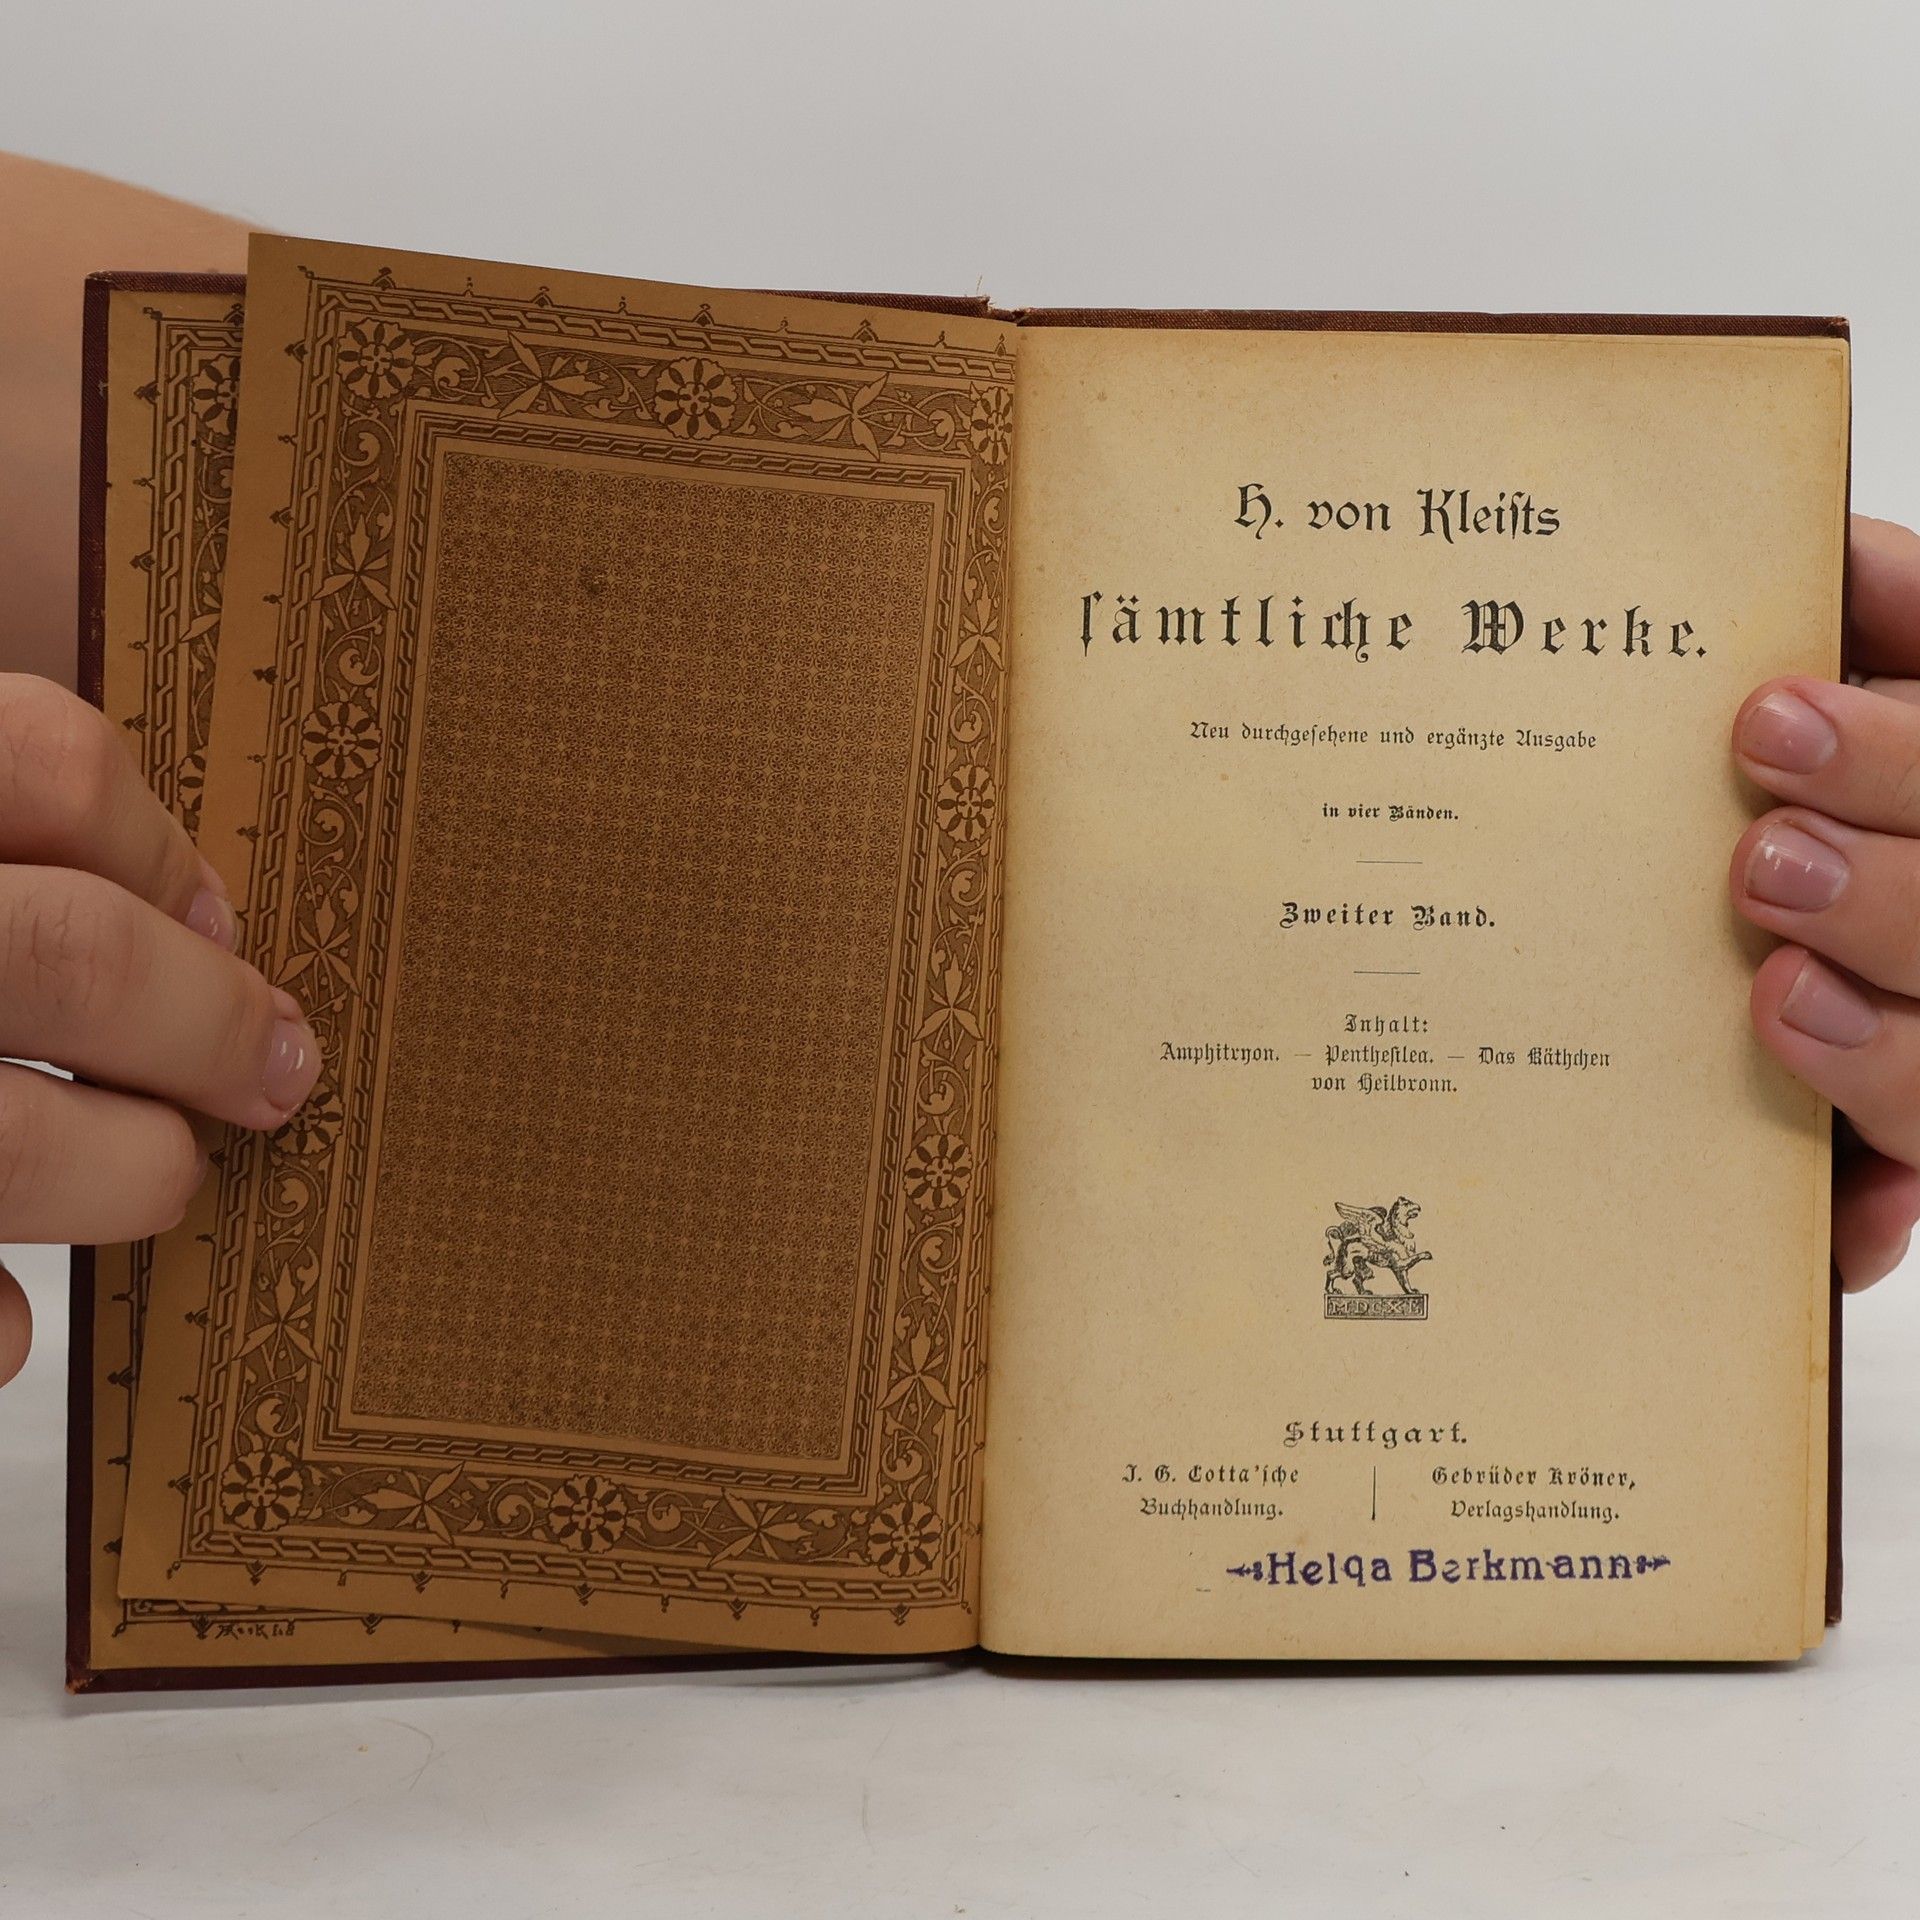 H. von Kleiſts
ſämtliche Werke.
Neu durchgeſehene und ergänzte Ausgabe
in vier Bänden.
Zweiter Band.
Inhalt:
Amphitryon. — Pentheſilea. — Das Käthchen
von Heilbronn.
MDCXL
Stuttgart.
J. G. Cotta'ſche
Buchhandlung.
Gebrüder Kröner,
Verlagshandlung.
Helga Berkmann